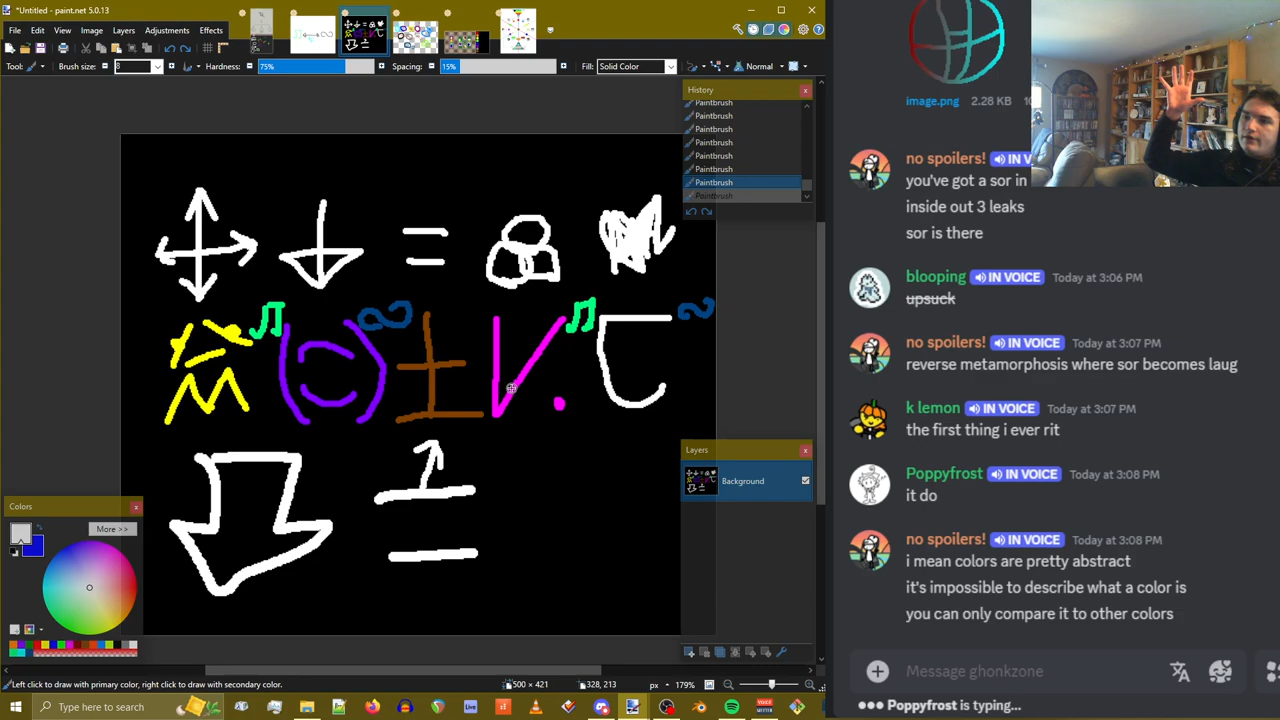 *Untitled - paint.net 5.0.13
File Edit View Image Layers Adjustments Effects
Tool: Brush size: 8 Hardness: 75% Spacing: 15% Fill: Solid Color Normal
History
Paintbrush
Paintbrush
Paintbrush
Paintbrush
Paintbrush
Paintbrush
Paintbrush
Paintbrush
Layers
Background
Colors
More >>
Left click to draw with primary color, right click to draw with secondary color.
500 × 421
328, 213
px
179%
Type here to search
image.png 2.28 KB
no spoilers! IN V
you've got a sor in
inside out 3 leaks
sor is there
blooping IN VOICE Today at 3:06 PM
upsuck
no spoilers! IN VOICE Today at 3:07 PM
reverse metamorphosis where sor becomes laug
k lemon IN VOICE Today at 3:07 PM
the first thing i ever rit
Poppyfrost IN VOICE Today at 3:08 PM
it do
no spoilers! IN VOICE Today at 3:08 PM
i mean colors are pretty abstract
it's impossible to describe what a color is
you can only compare it to other colors
Message ghonkzone
Poppyfrost is typing...